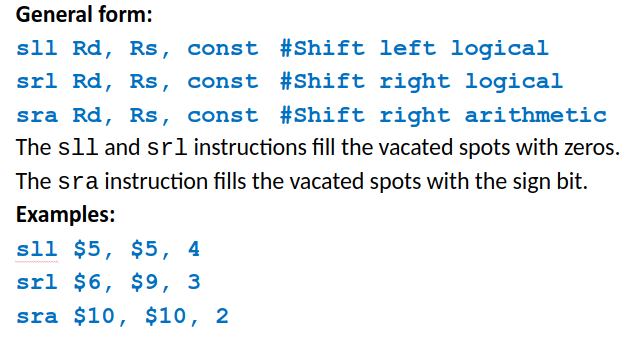 General form:
sll Rd, Rs, const #Shift left logical
srl Rd, Rs, const #Shift right logical
sra Rd, Rs, const #Shift right arithmetic
The sll and srl instructions fill the vacated spots with zeros.
The sra instruction fills the vacated spots with the sign bit.
Examples:
sll $5, $5, 4
srl $6, $9, 3
sra $10, $10, 2